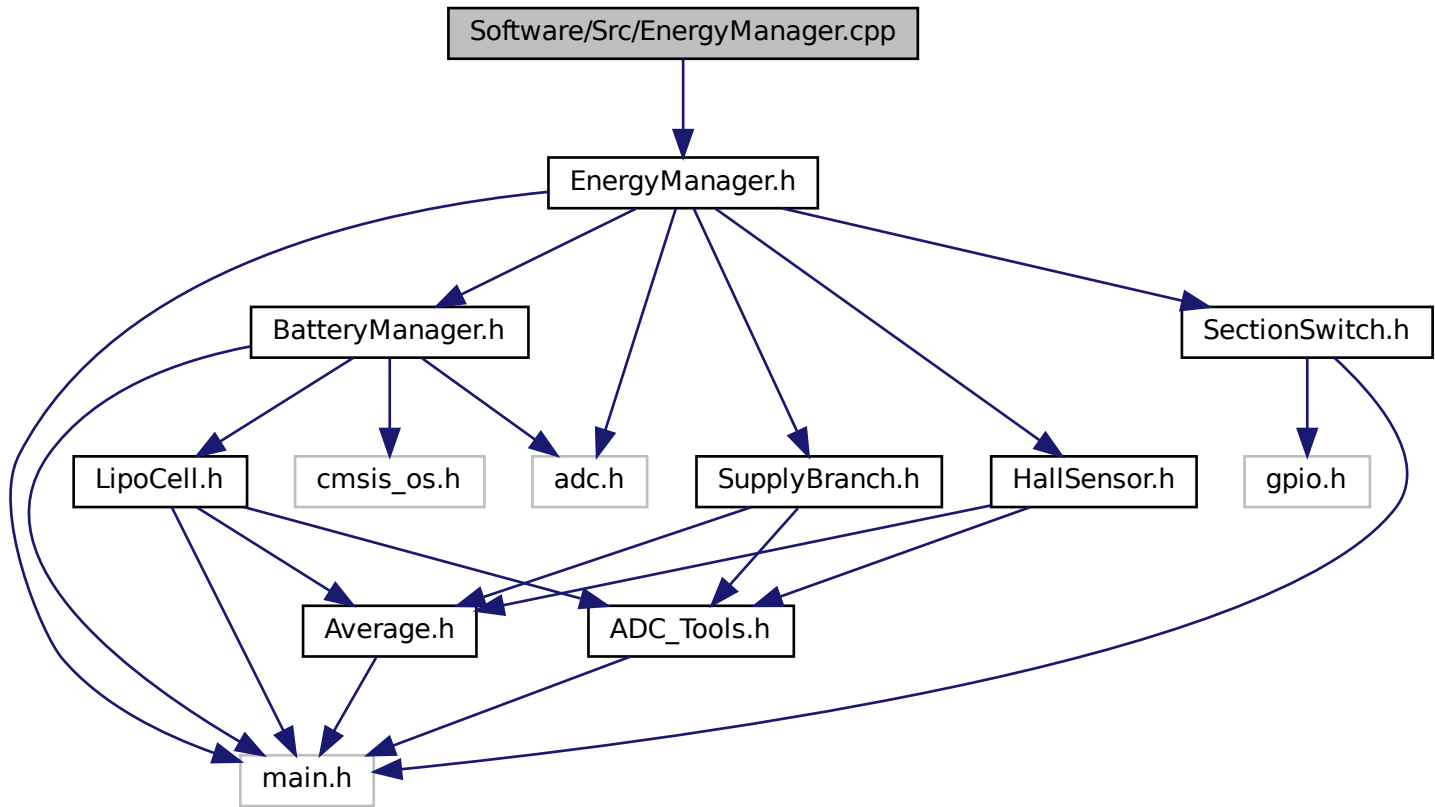 Software/Src/EnergyManager.cpp
EnergyManager.h
BatteryManager.h
SectionSwitch.h
LipoCell.h
cmsis_os.h
adc.h
SupplyBranch.h
HallSensor.h
gpio.h
Average.h
ADC_Tools.h
main.h